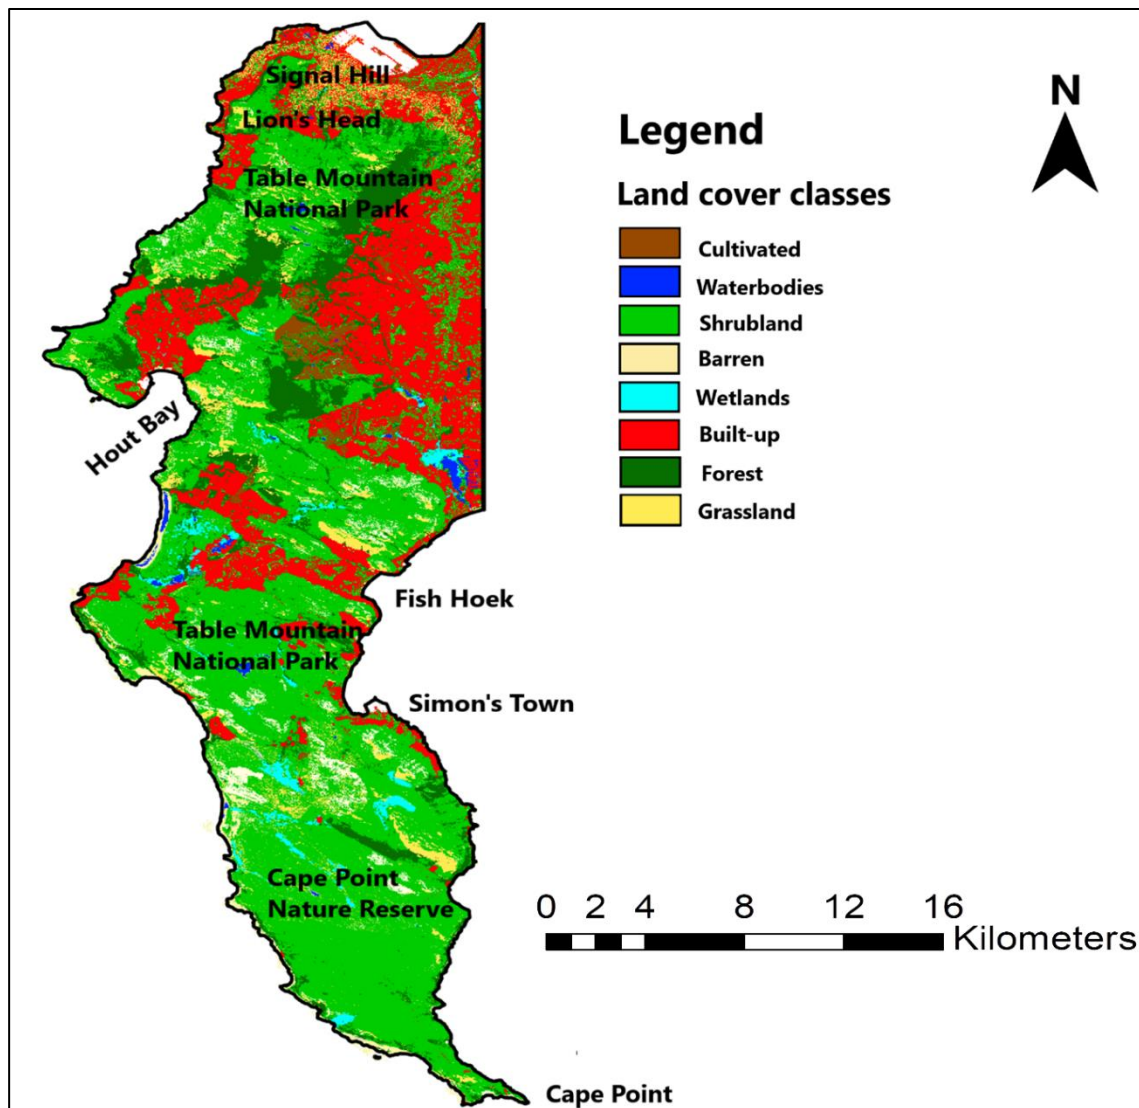 Signal Hill
Lion's Head
Table Mountain
National Park
Hout Bay
Fish Hoek
Table Mountain
National Park
Simon's Town
Cape Point
Nature Reserve
Cape Point
N
Legend
Land cover classes
Cultivated
Waterbodies
Shrubland
Barren
Wetlands
Built-up
Forest
Grassland
0 2 4 8 12 16
Kilometers